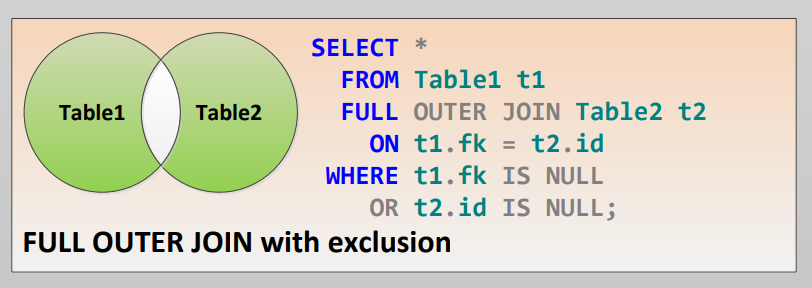 Table1
Table2
SELECT *
FROM Table1 t1
FULL OUTER JOIN Table2 t2
ON t1.fk = t2.id
WHERE t1.fk IS NULL
OR t2.id IS NULL;
FULL OUTER JOIN with exclusion